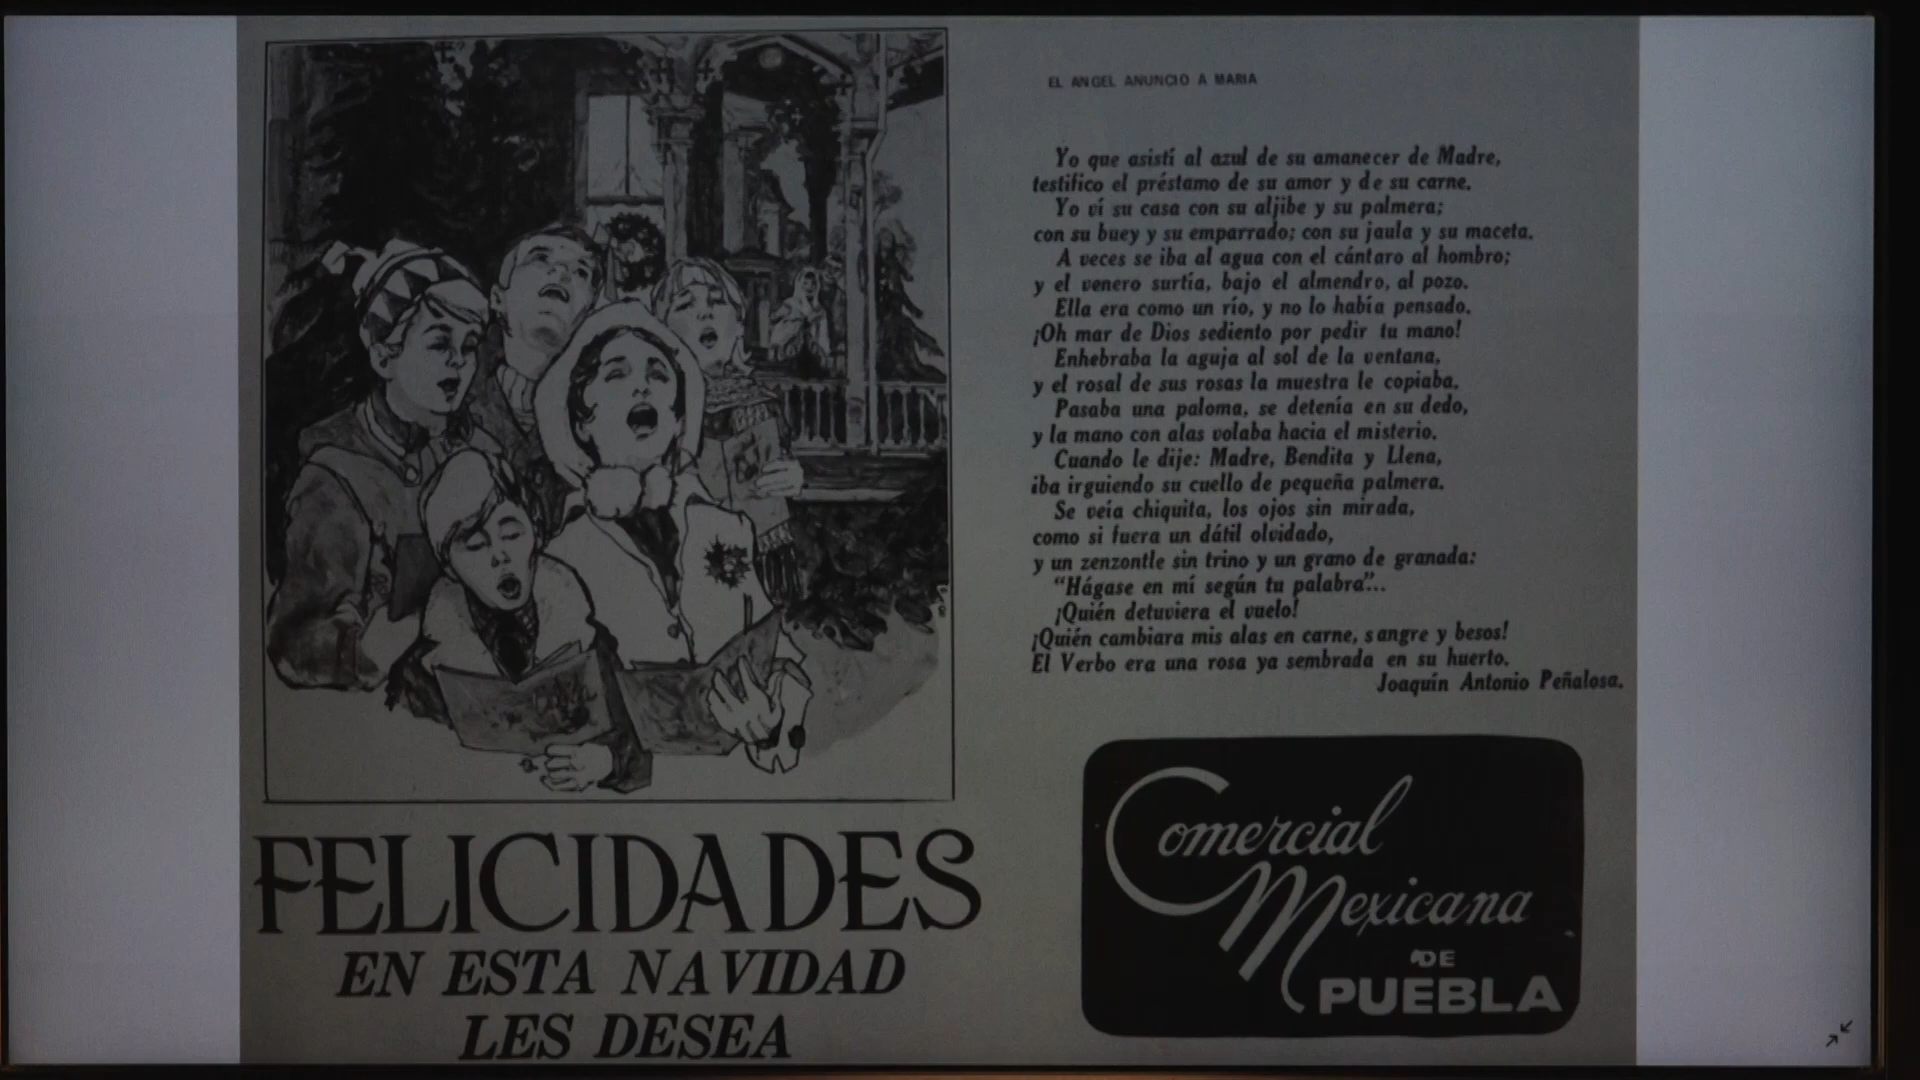 EL ANGEL ANUNCIO A MARIA
Yo que asistí al azul de su amanecer de Madre,
testifico el préstamo de su amor y de su carne.
Yo ví su casa con su aljibe y su palmera;
con su buey y su emparrado; con su jaula y su maceta.
A veces se iba al agua con el cántaro al hombro;
y el venero surtía, bajo el almendro, al pozo.
Ella era como un río, y no lo había pensado.
¡Oh mar de Dios sediento por pedir tu mano!
Enhebraba la aguja al sol de la ventana,
y el rosal de sus rosas la muestra le copiaba.
Pasaba una paloma, se detenía en su dedo,
y la mano con alas volaba hacia el misterio.
Cuando le dije: Madre, Bendita y Llena,
iba irguiendo su cuello de pequeña palmera.
Se veía chiquita, los ojos sin mirada,
como si fuera un dátil olvidado,
y un zenzontle sin trino y un grano de granada:
“Hágase en mí según tu palabra”...
¡Quién detuviera el vuelo!
¡Quién cambiara mis alas en carne, sangre y besos!
El Verbo era una rosa ya sembrada en su huerto.
Joaquín Antonio Peñalosa.
FELICIDADES
EN ESTA NAVIDAD
LES DESEA
Comercial
Mexicana
DE
PUEBLA